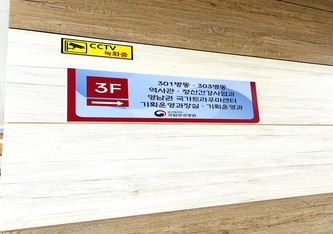 CCTV
녹화중
3F
301병동 · 303병동
역사관 · 정신건강사업과
영남권 국가트라우마센터
기획운영과장실 · 기획운영과
국립부곡병원